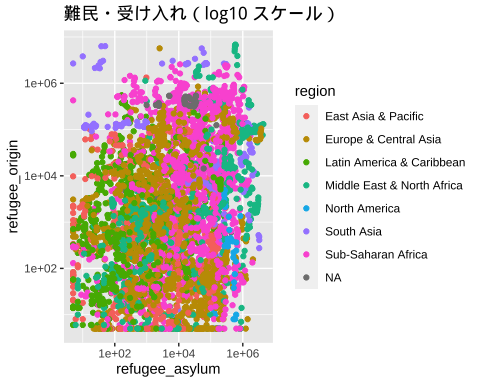 難民・受け入れ ( log10 スケール )
refugee_origin
1e+06
1e+04
1e+02
1e+02 1e+04 1e+06
refugee_asylum
region
East Asia & Pacific
Europe & Central Asia
Latin America & Caribbean
Middle East & North Africa
North America
South Asia
Sub-Saharan Africa
NA